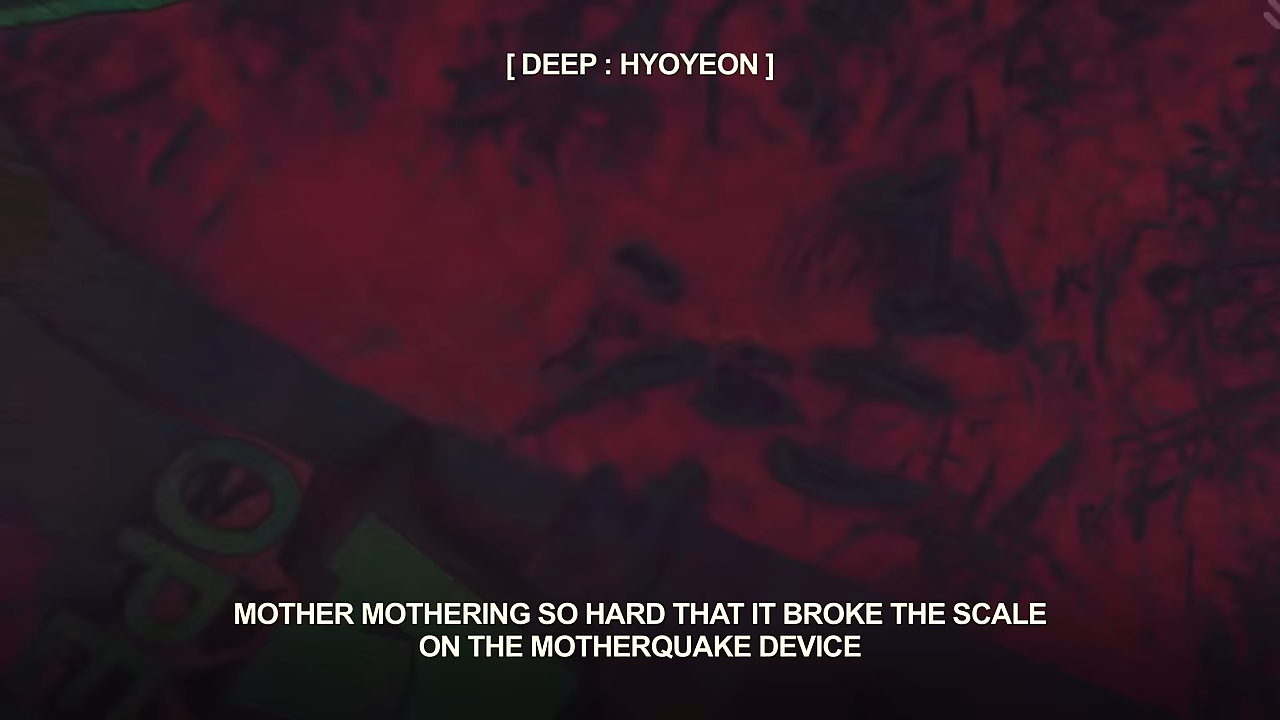 [ DEEP : HYOYEON ]
MOTHER MOTHERING SO HARD THAT IT BROKE THE SCALE
ON THE MOTHERQUAKE DEVICE